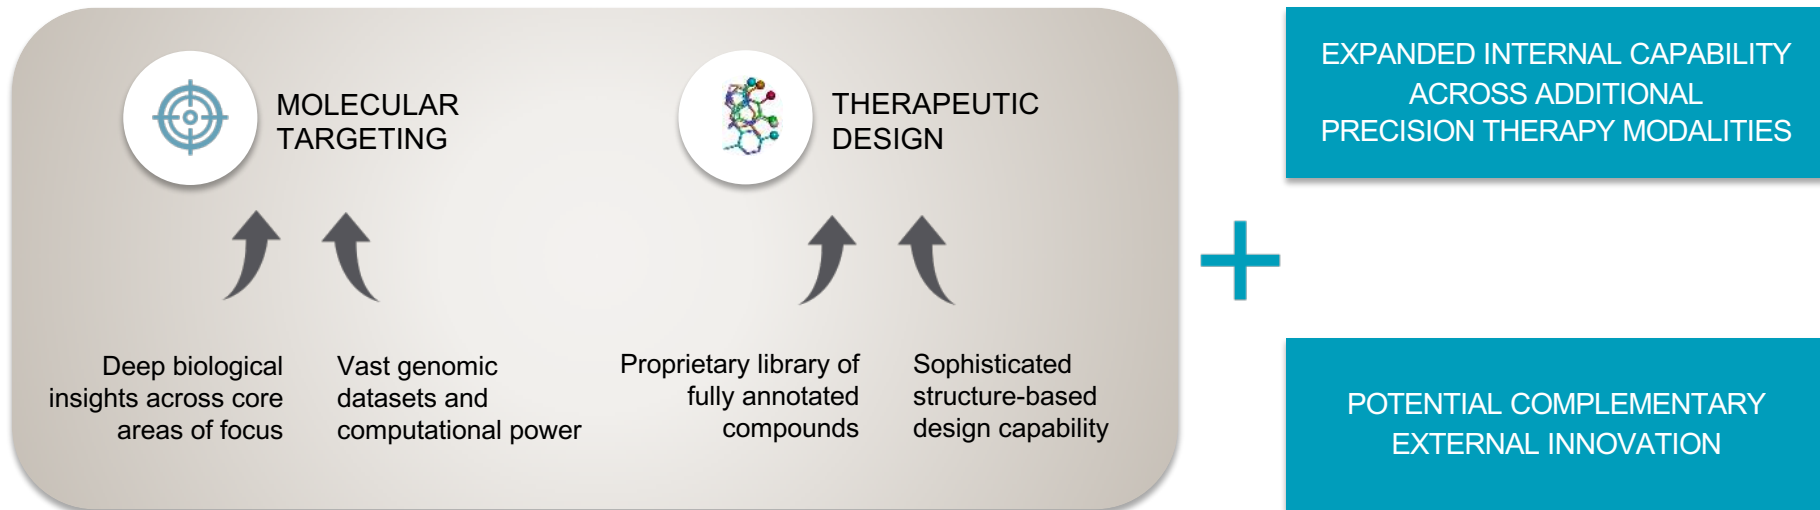 MOLECULAR
TARGETING
THERAPEUTIC
DESIGN
Deep biological
insights across core
areas of focus
Vast genomic
datasets and
computational power
Proprietary library of
fully annotated
compounds
Sophisticated
structure-based
design capability
EXPANDED INTERNAL CAPABILITY
ACROSS ADDITIONAL
PRECISION THERAPY MODALITIES
POTENTIAL COMPLEMENTARY
EXTERNAL INNOVATION